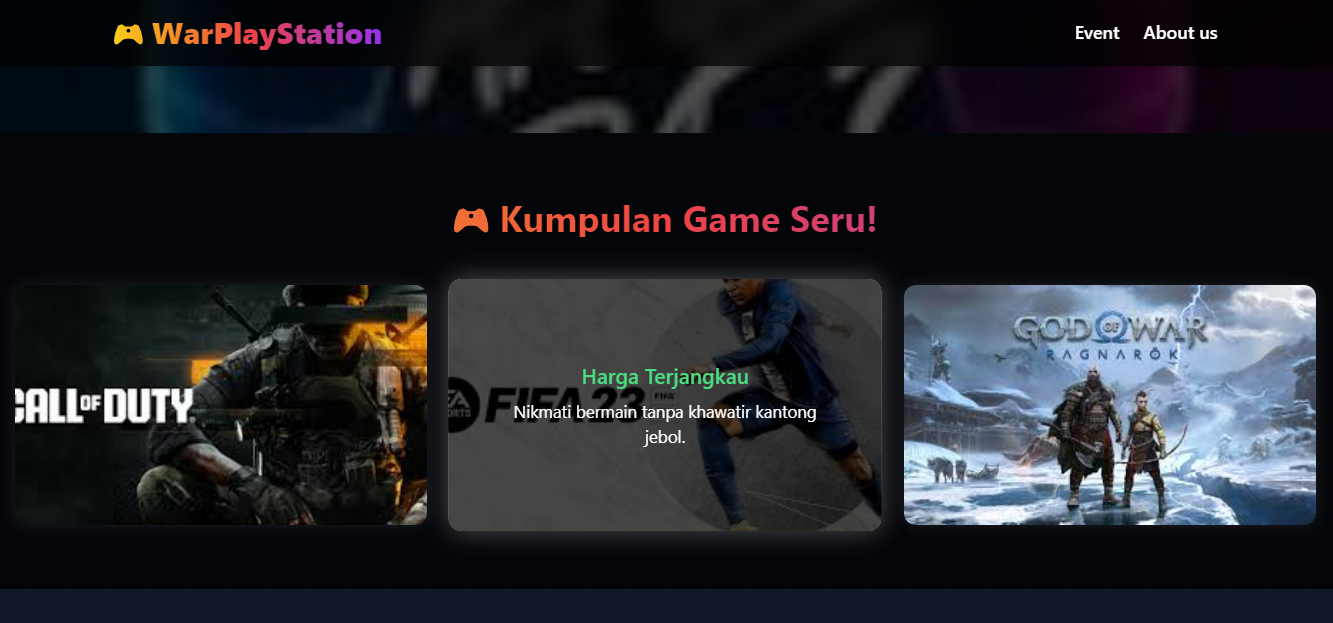 WarPlayStation
Event
About us
Kumpulan Game Seru!
CALL OF DUTY
Harga Terjangkau
EA SPORTS FIFA 23 FIFA
Nikmati bermain tanpa khawatir kantong
jebol.
GOD OF WAR
RAGNARÖK